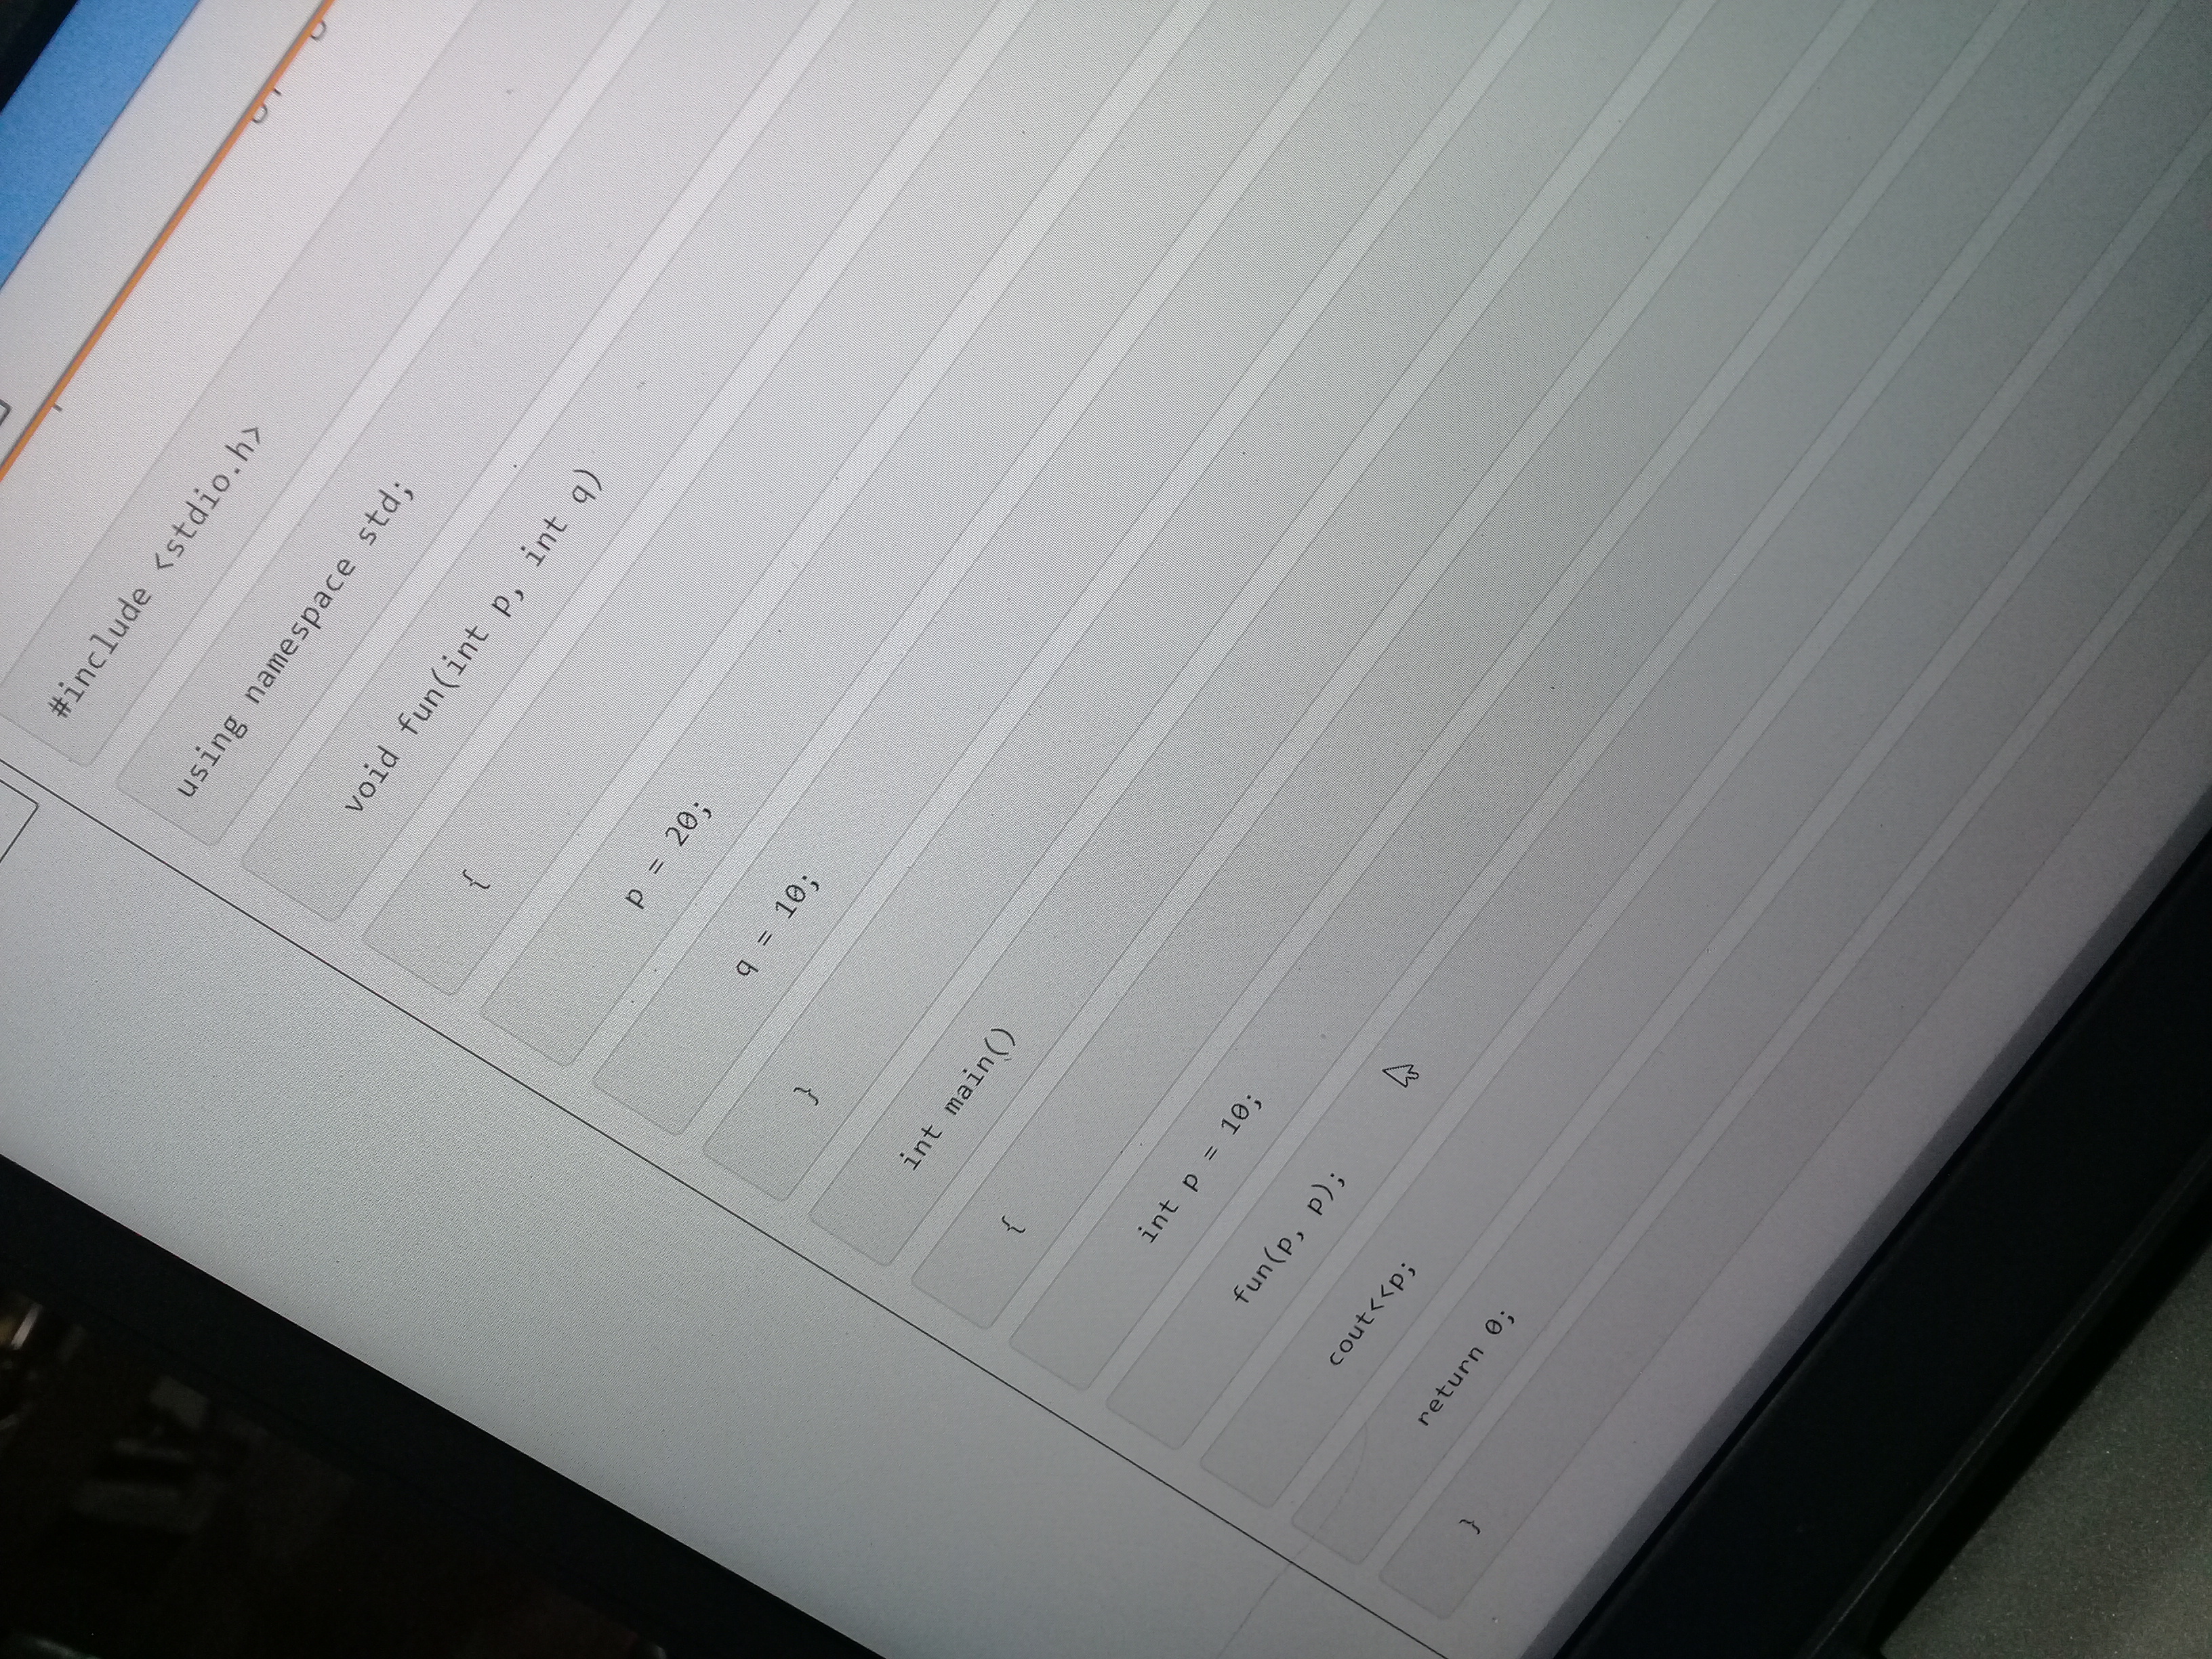 #include <stdio.h>
using namespace std;
void fun(int p, int q)
{
p = 20;
q = 10;
}
int main()
{
int p = 10;
fun(p, p);
cout<<p;
return 0;
}